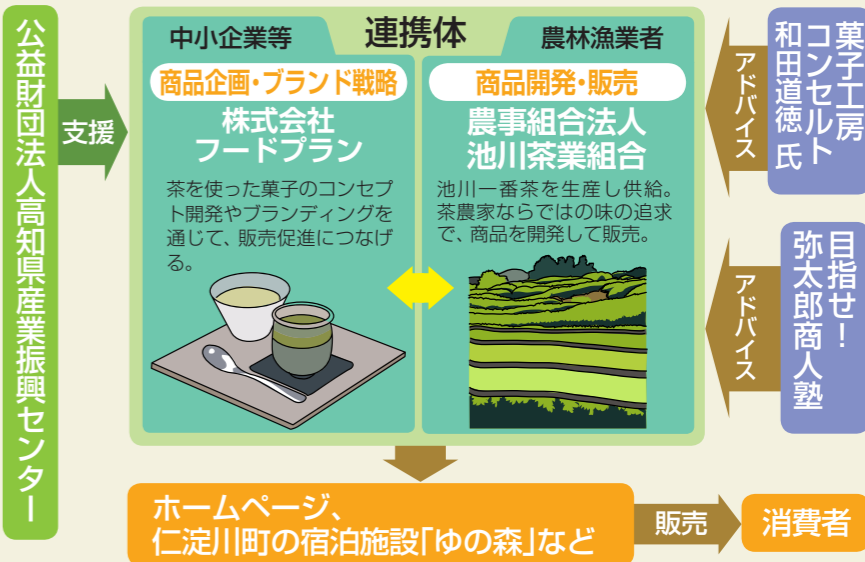 公益財団法人高知県産業振興センター
支援
連携体
中小企業等
商品企画・ブランド戦略
株式会社
フードプラン
茶を使った菓子のコンセプ
ト開発やブランディングを
通じて、販売促進につなげ
る。
農林漁業者
商品開発・販売
農事組合法人
池川茶業組合
池川一番茶を生産し供給。
茶農家ならではの味の追求
で、商品を開発して販売。
アドバイス
菓子工房
コンセルト
和田道徳 氏
アドバイス
目指せ！
弥太郎商人塾
ホームページ、
仁淀川町の宿泊施設「ゆの森」など
販売
消費者